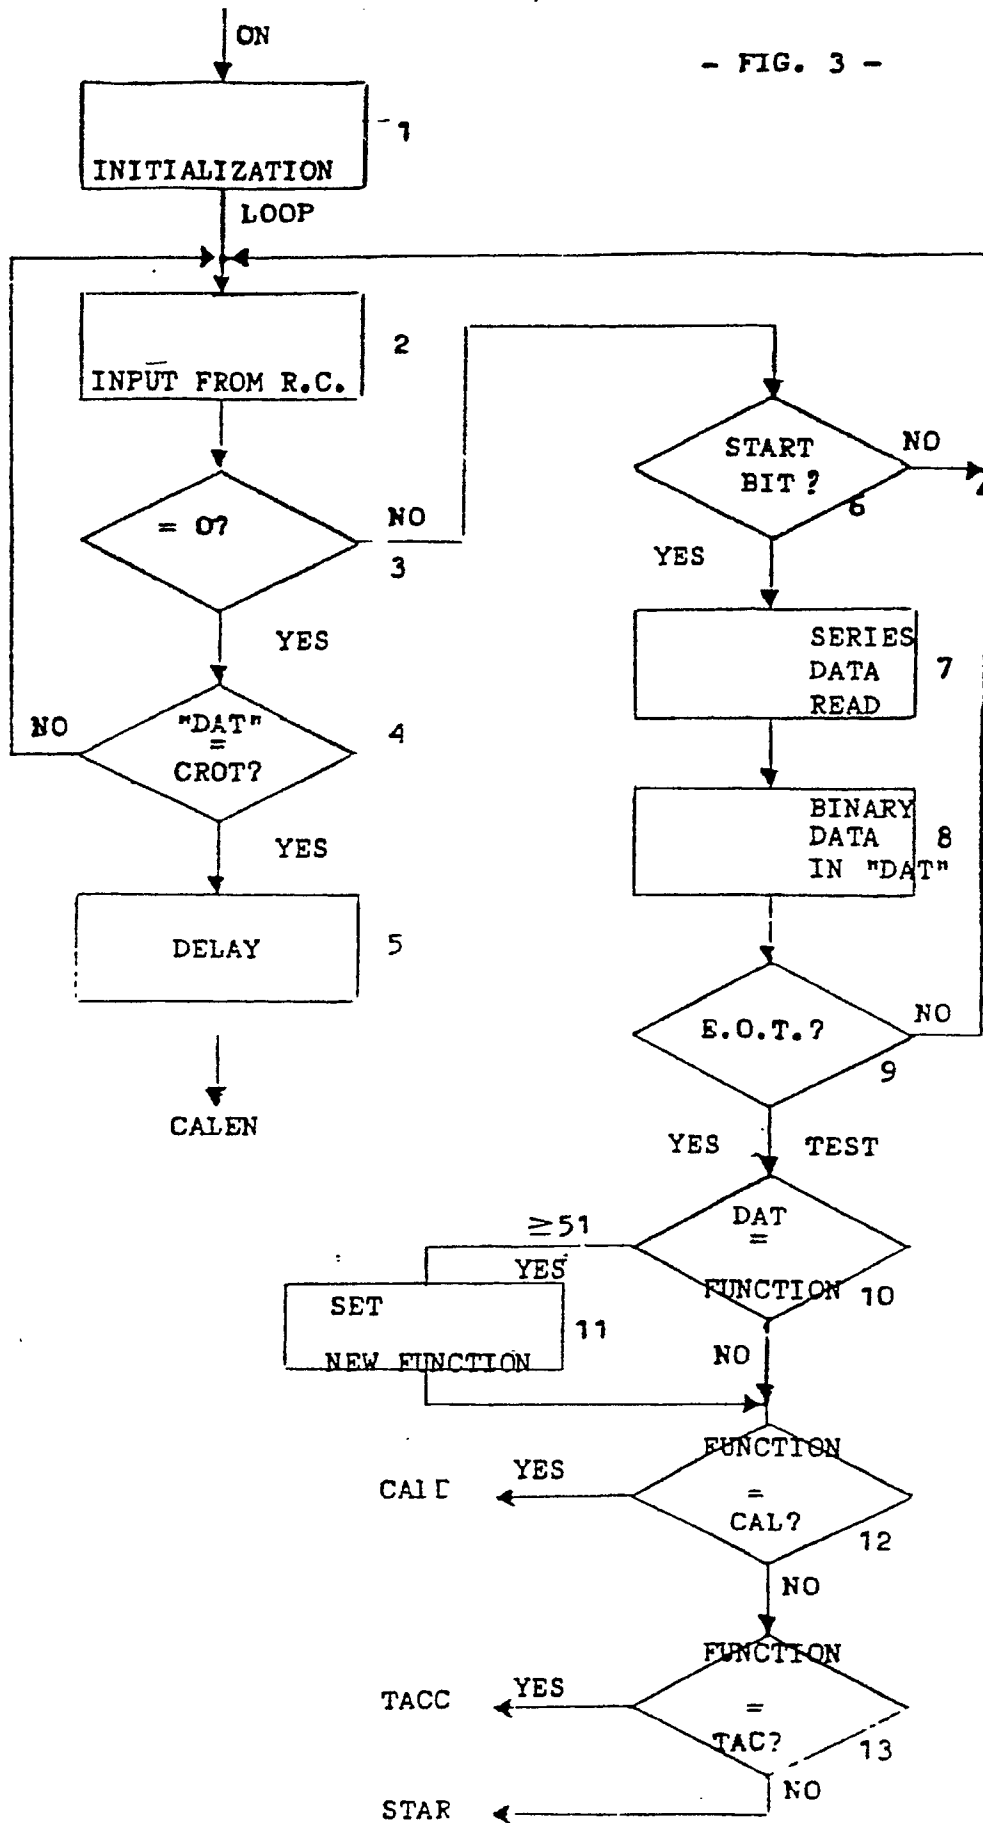 ON
- FIG. 3 -
1
INITIALIZATION
LOOP
2
INPUT FROM R.C.
= 0?
NO
3
YES
"DAT"
=
CROT?
NO
4
YES
DELAY
5
CALEN
START
BIT?
NO
6
YES
SERIES
DATA
READ
7
BINARY
DATA
IN "DAT"
8
E.O.T.?
NO
9
YES TEST
DAT
=
FUNCTION
10
≥51
YES
SET
NEW FUNCTION
11
NO
FUNCTION
=
CAL?
12
YES
NO
FUNCTION
=
TAC?
13
TACC
YES
NO
STAR